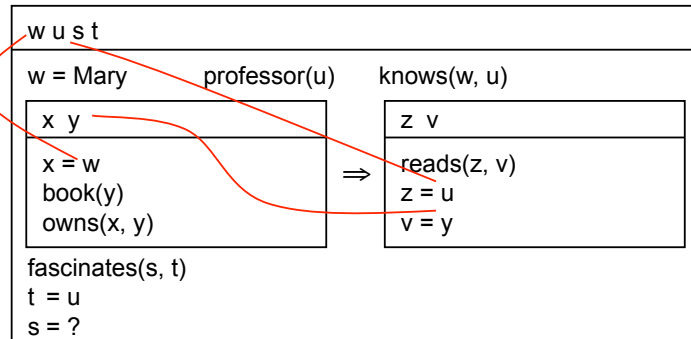 w u s t
w = Mary professor(u) knows(w, u)
x y
x = w
book(y)
owns(x, y)
⇒
z v
reads(z, v)
z = u
v = y
fascinates(s, t)
t = u
s = ?